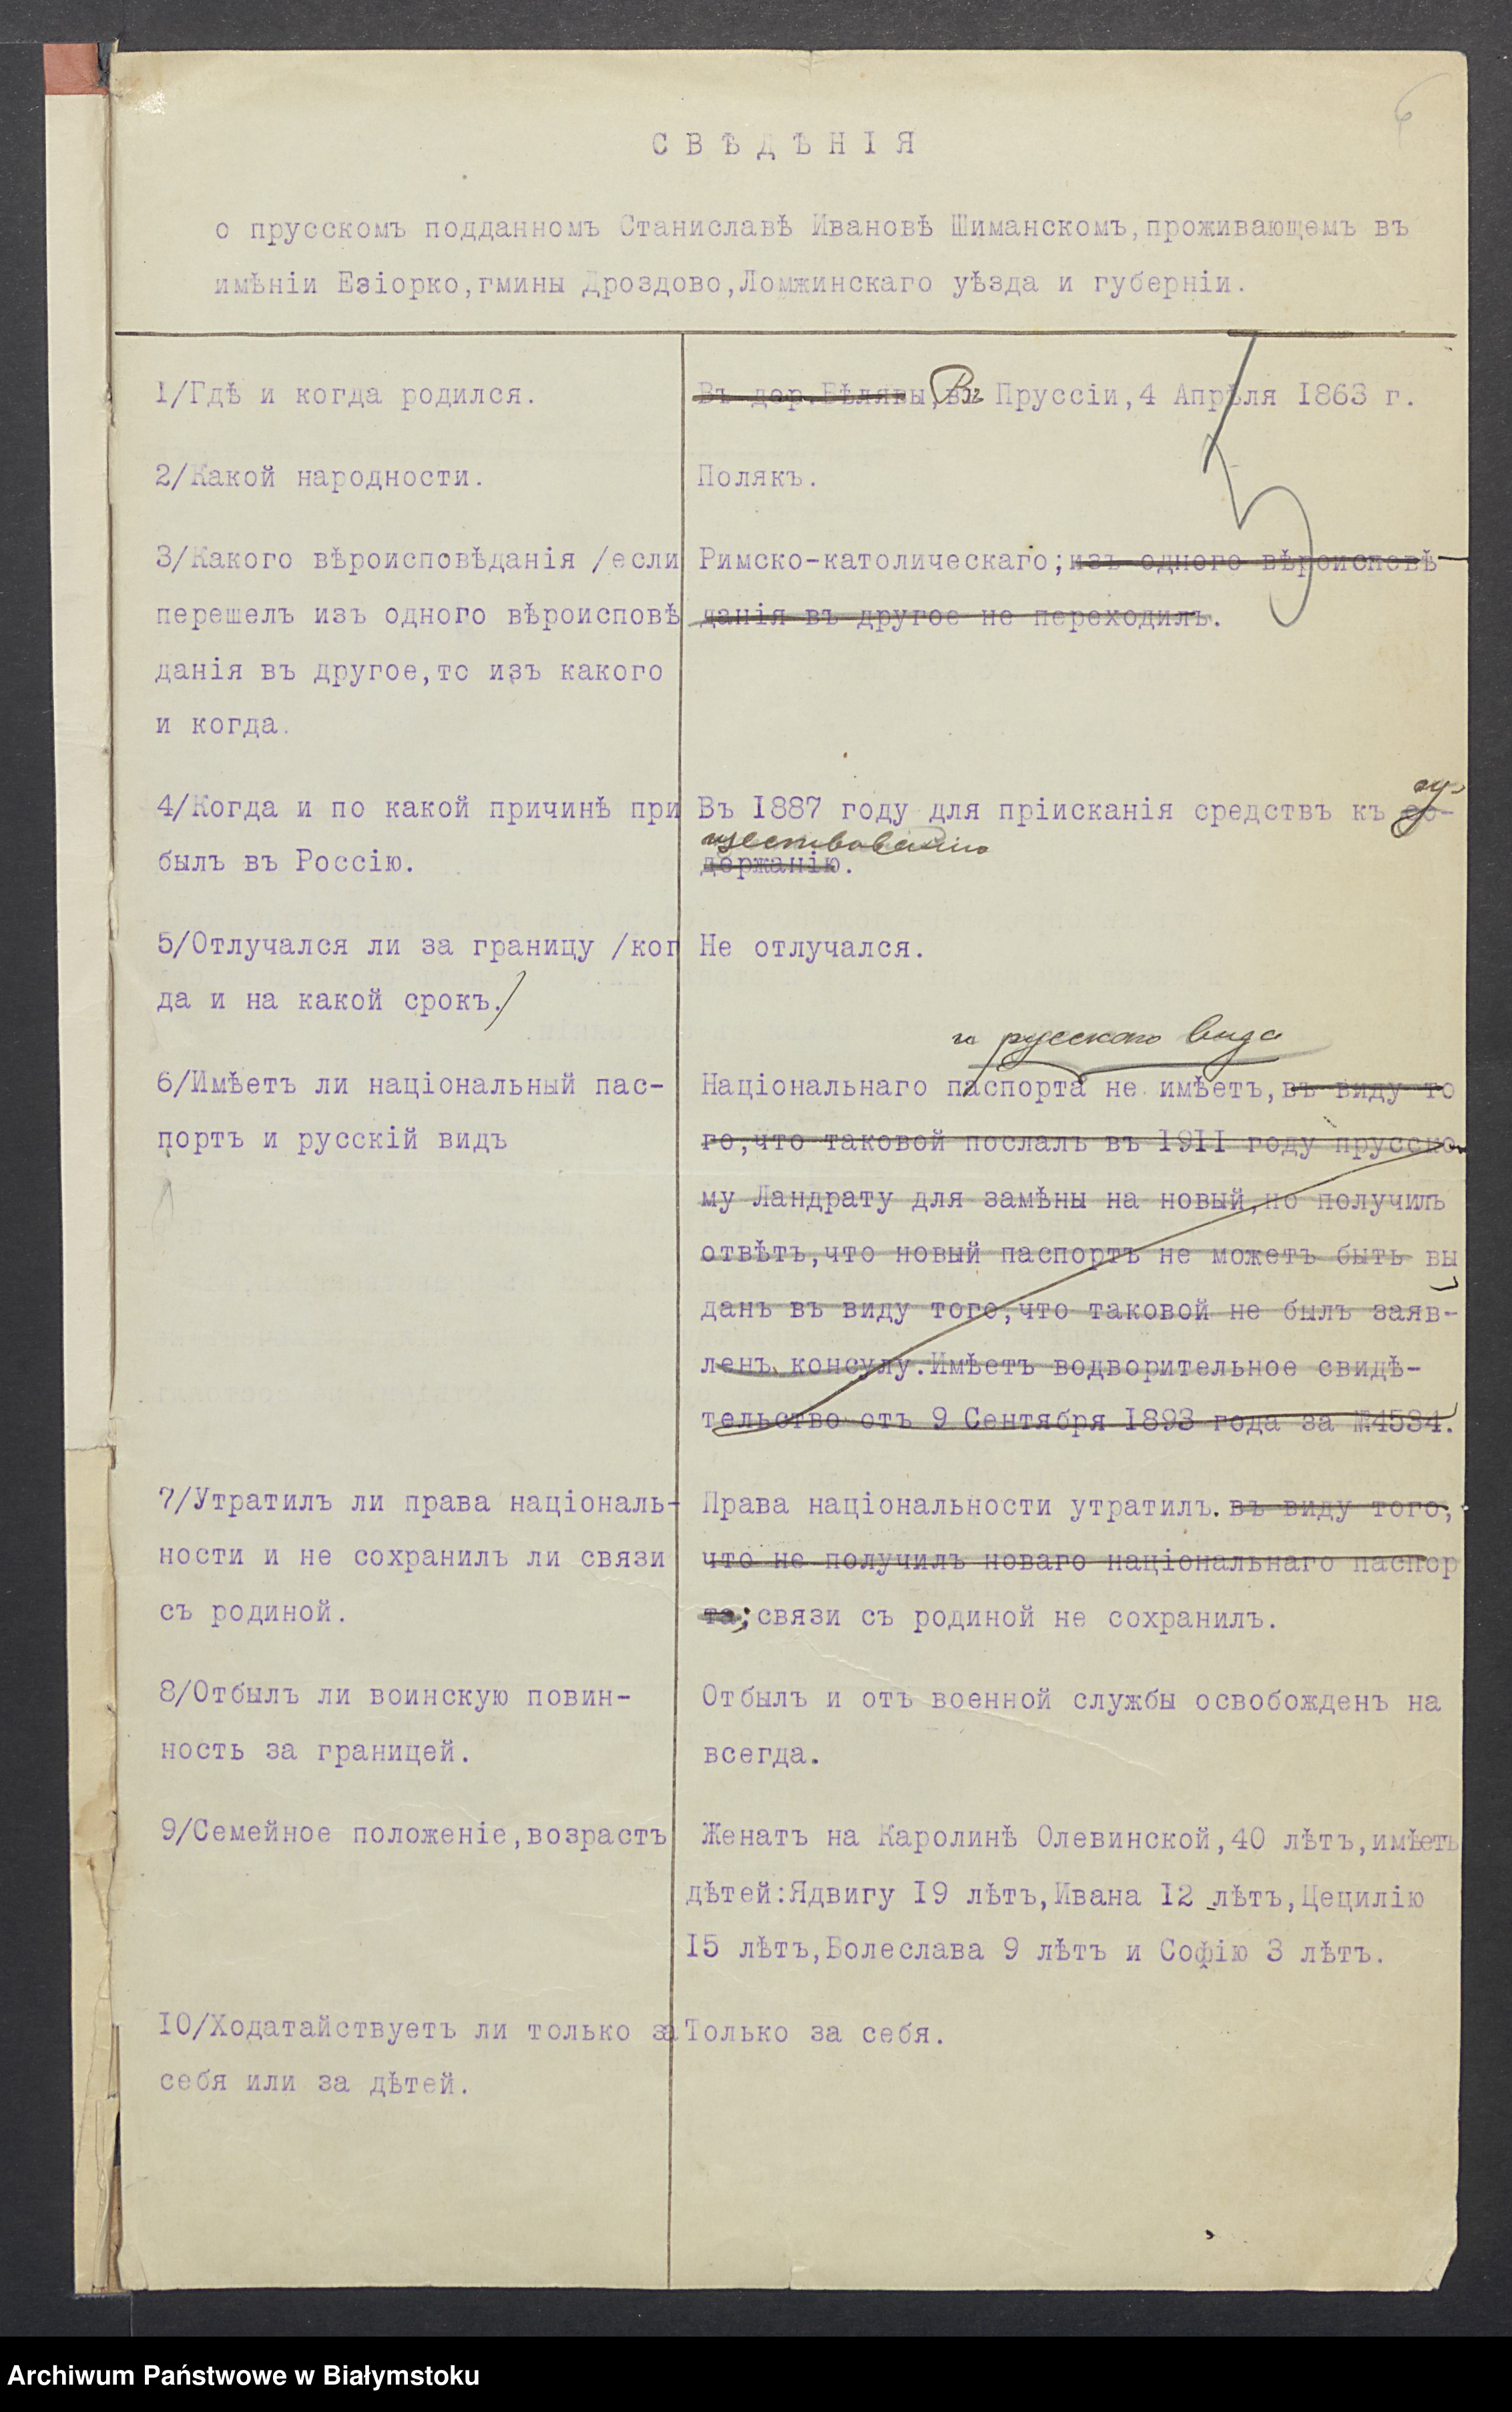 6
СВѢДѢНІЯ
о прусскомъ подданномъ Станиславѣ Ивановѣ Шиманскомъ, проживающемъ въ
имѣніи Езіорко, гмины Дроздово, Ломжинскаго уѣзда и губерніи.
1/Гдѣ и когда родился.
Въ дер. Бѣлявы, въ Въ Пруссіи, 4 Апрѣля 1863 г.
2/Какой народности.
Полякъ.
3/Какого вѣроисповѣданія /если
перешелъ изъ одного вѣроисповѣ
данія въ другое, то изъ какого
и когда.
Римско-католическаго; изъ одного вѣроисповѣ-
данія въ другое не переходилъ.
4/Когда и по какой причинѣ при
былъ въ Россію.
су-
Въ 1887 году для пріисканія средствъ къ со-
ществованію
держанію.
5/Отлучался ли за границу /ког
да и на какой срокъ./
Не отлучался.
6/Имѣетъ ли національный пас-
портъ и русскій видъ
и русскаго вида
Національнаго паспорта не имѣетъ, въ виду то
го, что таковой послалъ въ 1911 году прусско
му Ландрату для замѣны на новый, но получилъ
отвѣтъ, что новый паспортъ не можетъ быть вы
данъ въ виду того, что таковой не былъ заяв-
ленъ консулу. Имѣетъ водворительное свидѣ-
тельство отъ 9 Сентября 1893 года за №4534.
7/Утратилъ ли права націоналъ-
ности и не сохранилъ ли связи
съ родиной.
Права національности утратилъ. въ виду того,
что не получилъ новаго національнаго паспор
та; связи съ родиной не сохранилъ.
8/Отбылъ ли воинскую повин-
ность за границей.
Отбылъ и отъ военной службы освобожденъ на
всегда.
9/Семейное положеніе, возрастъ
Женатъ на Каролинѣ Олевинской, 40 лѣтъ, имѣетъ
дѣтей: Ядвигу 19 лѣтъ, Ивана 12 лѣтъ, Цецилію
15 лѣтъ, Болеслава 9 лѣтъ и Софію 3 лѣтъ.
10/Ходатайствуетъ ли только за
себя или за дѣтей.
Только за себя.
Archiwum Państwowe w Białymstoku